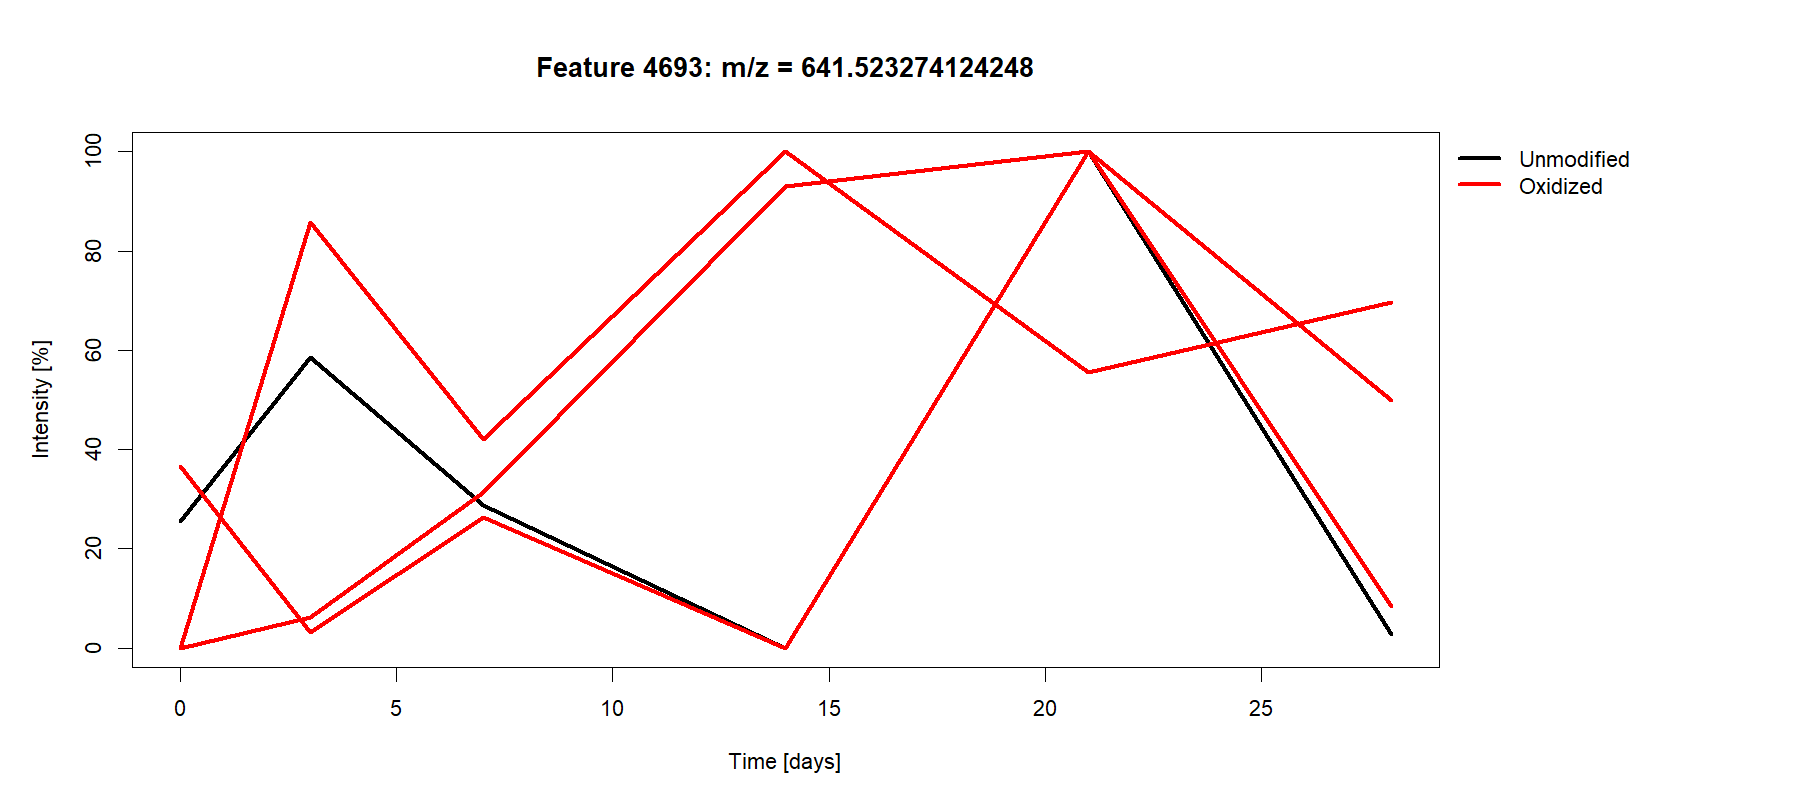 Feature 4693: m/z = 641.523274124248
Unmodified
Oxidized
Intensity [%]
100
80
60
40
20
0
0 5 10 15 20 25
Time [days]